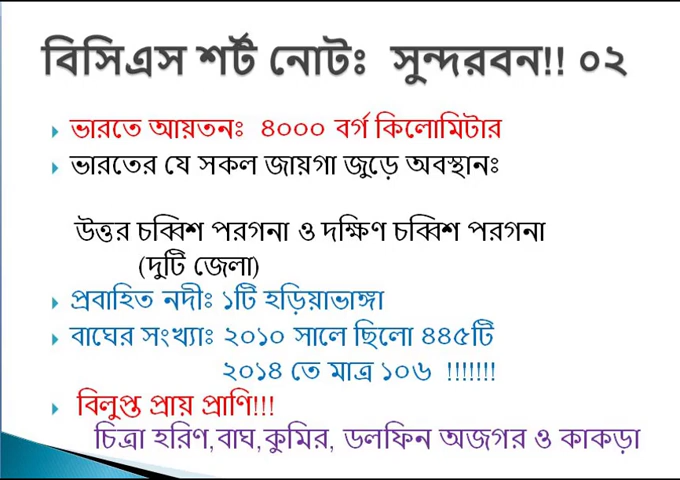 বিসিএস শর্ট নোটঃ সুন্দরবন!! ০২
ভারতে আয়তনঃ ৪০০০ বর্গ কিলোমিটার
ভারতের যে সকল জায়গা জুড়ে অবস্থানঃ
উত্তর চব্বিশ পরগনা ও দক্ষিণ চব্বিশ পরগনা
(দুটি জেলা)
প্রবাহিত নদীঃ ১টি হড়িয়াভাঙ্গা
বাঘের সংখ্যাঃ ২০১০ সালে ছিলো ৪৪৫টি
২০১৪ তে মাত্র ১০৬ !!!!!!!
বিলুপ্ত প্রায় প্রাণি!!!
চিত্রা হরিণ,বাঘ,কুমির, ডলফিন অজগর ও কাকড়া